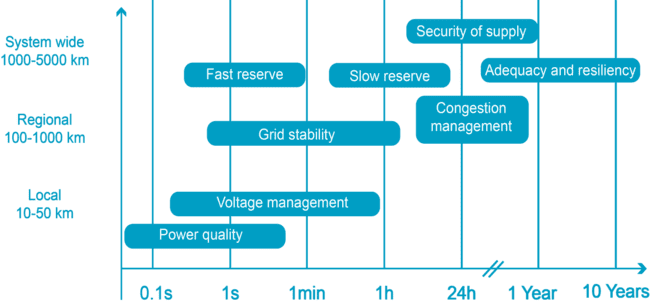 Security of supply
System wide
1000-5000 km
Fast reserve
Slow reserve
Adequacy and resiliency
Regional
100-1000 km
Congestion
management
Grid stability
Local
10-50 km
Voltage management
Power quality
0.1s
1s
1min
1h
24h
1 Year
10 Years